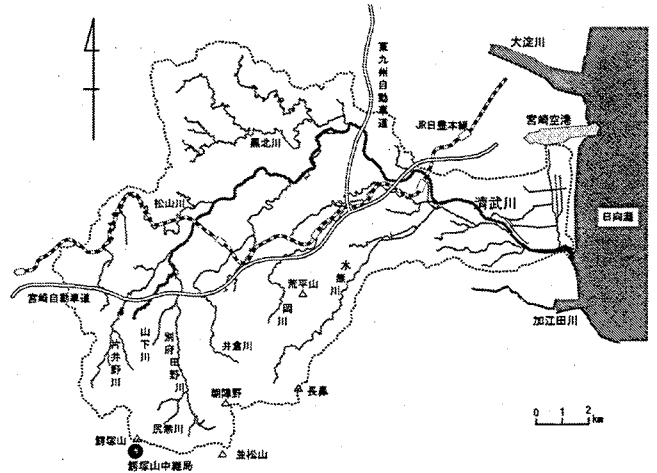 大淀川
東九州自動車道
JR日豊本線
宮崎空港
黒北川
松山川
清武川
日向灘
水無川
荒平山
宮崎自動車道
岡川
加江田川
片井野川
山下川
別府田野川
井倉川
朝陣野
長鼻
尻無川
0 1 2 km
鰐塚山
並松山
鰐塚山中継局